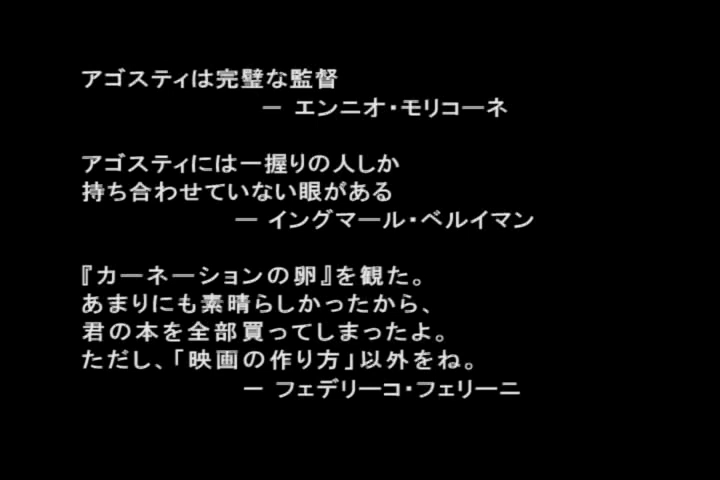 アゴスティは完璧な監督
― エンニオ・モリコーネ
アゴスティには一握りの人しか
持ち合わせていない眼がある
― イングマール・ベルイマン
『カーネーションの卵』を観た。
あまりにも素晴らしかったから、
君の本を全部買ってしまったよ。
ただし、「映画の作り方」以外をね。
― フェデリーコ・フェリーニ